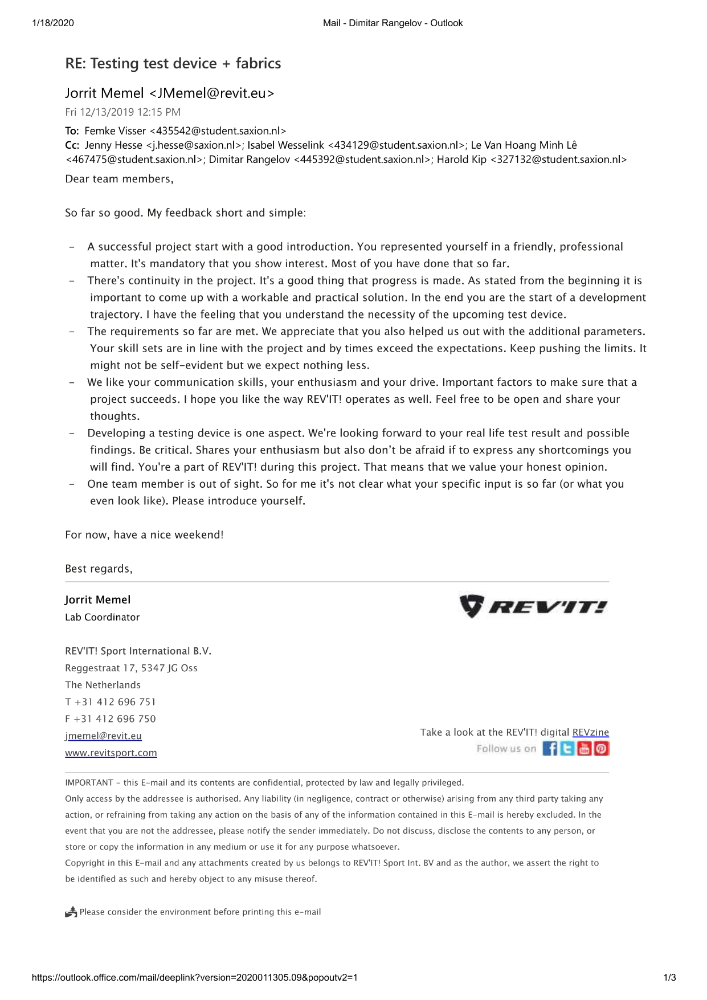 1/18/2020
Mail - Dimitar Rangelov - Outlook
RE: Testing test device + fabrics
Jorrit Memel <JMemel@revit.eu>
Fri 12/13/2019 12:15 PM
To: Femke Visser <435542@student.saxion.nl>
Cc: Jenny Hesse <j.hesse@saxion.nl>; Isabel Wesselink <434129@student.saxion.nl>; Le Van Hoang Minh Lê
<467475@student.saxion.nl>; Dimitar Rangelov <445392@student.saxion.nl>; Harold Kip <327132@student.saxion.nl>
Dear team members,
So far so good. My feedback short and simple:
– A successful project start with a good introduction. You represented yourself in a friendly, professional
matter. It's mandatory that you show interest. Most of you have done that so far.
– There's continuity in the project. It's a good thing that progress is made. As stated from the beginning it is
important to come up with a workable and practical solution. In the end you are the start of a development
trajectory. I have the feeling that you understand the necessity of the upcoming test device.
– The requirements so far are met. We appreciate that you also helped us out with the additional parameters.
Your skill sets are in line with the project and by times exceed the expectations. Keep pushing the limits. It
might not be self-evident but we expect nothing less.
– We like your communication skills, your enthusiasm and your drive. Important factors to make sure that a
project succeeds. I hope you like the way REV'IT! operates as well. Feel free to be open and share your
thoughts.
– Developing a testing device is one aspect. We're looking forward to your real life test result and possible
findings. Be critical. Shares your enthusiasm but also don’t be afraid if to express any shortcomings you
will find. You're a part of REV'IT! during this project. That means that we value your honest opinion.
– One team member is out of sight. So for me it's not clear what your specific input is so far (or what you
even look like). Please introduce yourself.
For now, have a nice weekend!
Best regards,
Jorrit Memel
REV'IT!
Lab Coordinator
REV'IT! Sport International B.V.
Reggestraat 17, 5347 JG Oss
The Netherlands
T +31 412 696 751
F +31 412 696 750
jmemel@revit.eu
www.revitsport.com
Take a look at the REV'IT! digital REVzine
Follow us on
IMPORTANT – this E-mail and its contents are confidential, protected by law and legally privileged.
Only access by the addressee is authorised. Any liability (in negligence, contract or otherwise) arising from any third party taking any
action, or refraining from taking any action on the basis of any of the information contained in this E-mail is hereby excluded. In the
event that you are not the addressee, please notify the sender immediately. Do not discuss, disclose the contents to any person, or
store or copy the information in any medium or use it for any purpose whatsoever.
Copyright in this E-mail and any attachments created by us belongs to REV'IT! Sport Int. BV and as the author, we assert the right to
be identified as such and hereby object to any misuse thereof.
Please consider the environment before printing this e-mail
https://outlook.office.com/mail/deeplink?version=2020011305.09&popoutv2=1
1/3